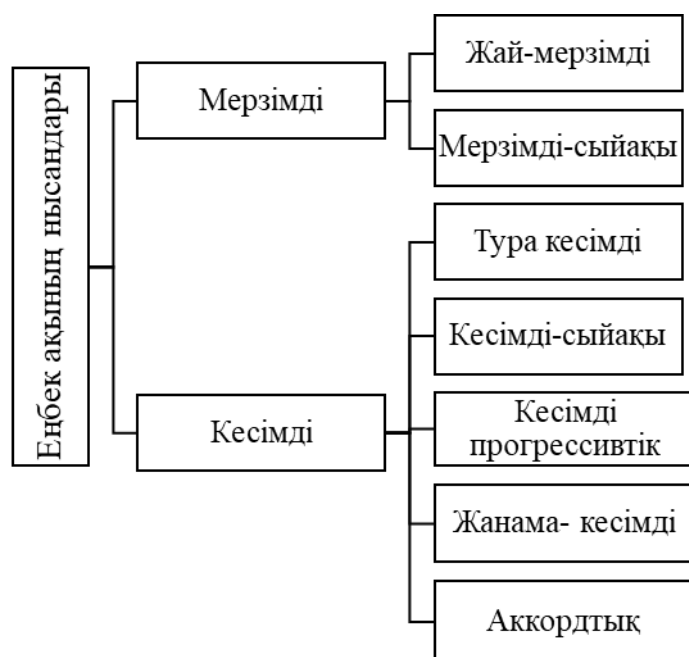 Еңбек ақының нысандары
Мерзімді
Жай-мерзімді
Мерзімді-сыйақы
Кесімді
Тура кесімді
Кесімді-сыйақы
Кесімді
прогрессивтік
Жанама- кесімді
Аккордтық